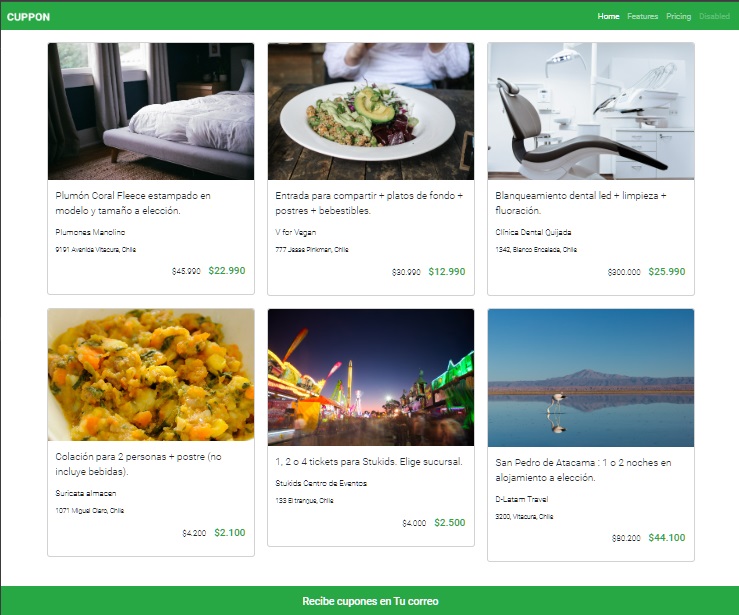 CUPPON
Home Features Pricing Disabled
Plumón Coral Fleece estampado en
modelo y tamaño a elección.
Plumones Manolino
9191 Avenida Vitacura, Chile
$45.990 $22.990
Entrada para compartir + platos de fondo +
postres + bebestibles.
V for Vegan
777 Jesse Pinkman, Chile
$30.990 $12.990
Blanqueamiento dental led + limpieza +
fluoración.
Clínica Dental Quijada
1342, Blanco Encalada, Chile
$300.000 $25.990
Colación para 2 personas + postre (no
incluye bebidas).
Suricata almacen
1071 Miguel Claro, Chile
$4.200 $2.100
1, 2 o 4 tickets para Stukids. Elige sucursal.
Stukids Centro de Eventos
133 El trangue, Chile
$4.000 $2.500
San Pedro de Atacama : 1 o 2 noches en
alojamiento a elección.
D-Latam Travel
3200, Vitacura, Chile
$80.200 $44.100
Recibe cupones en Tu correo